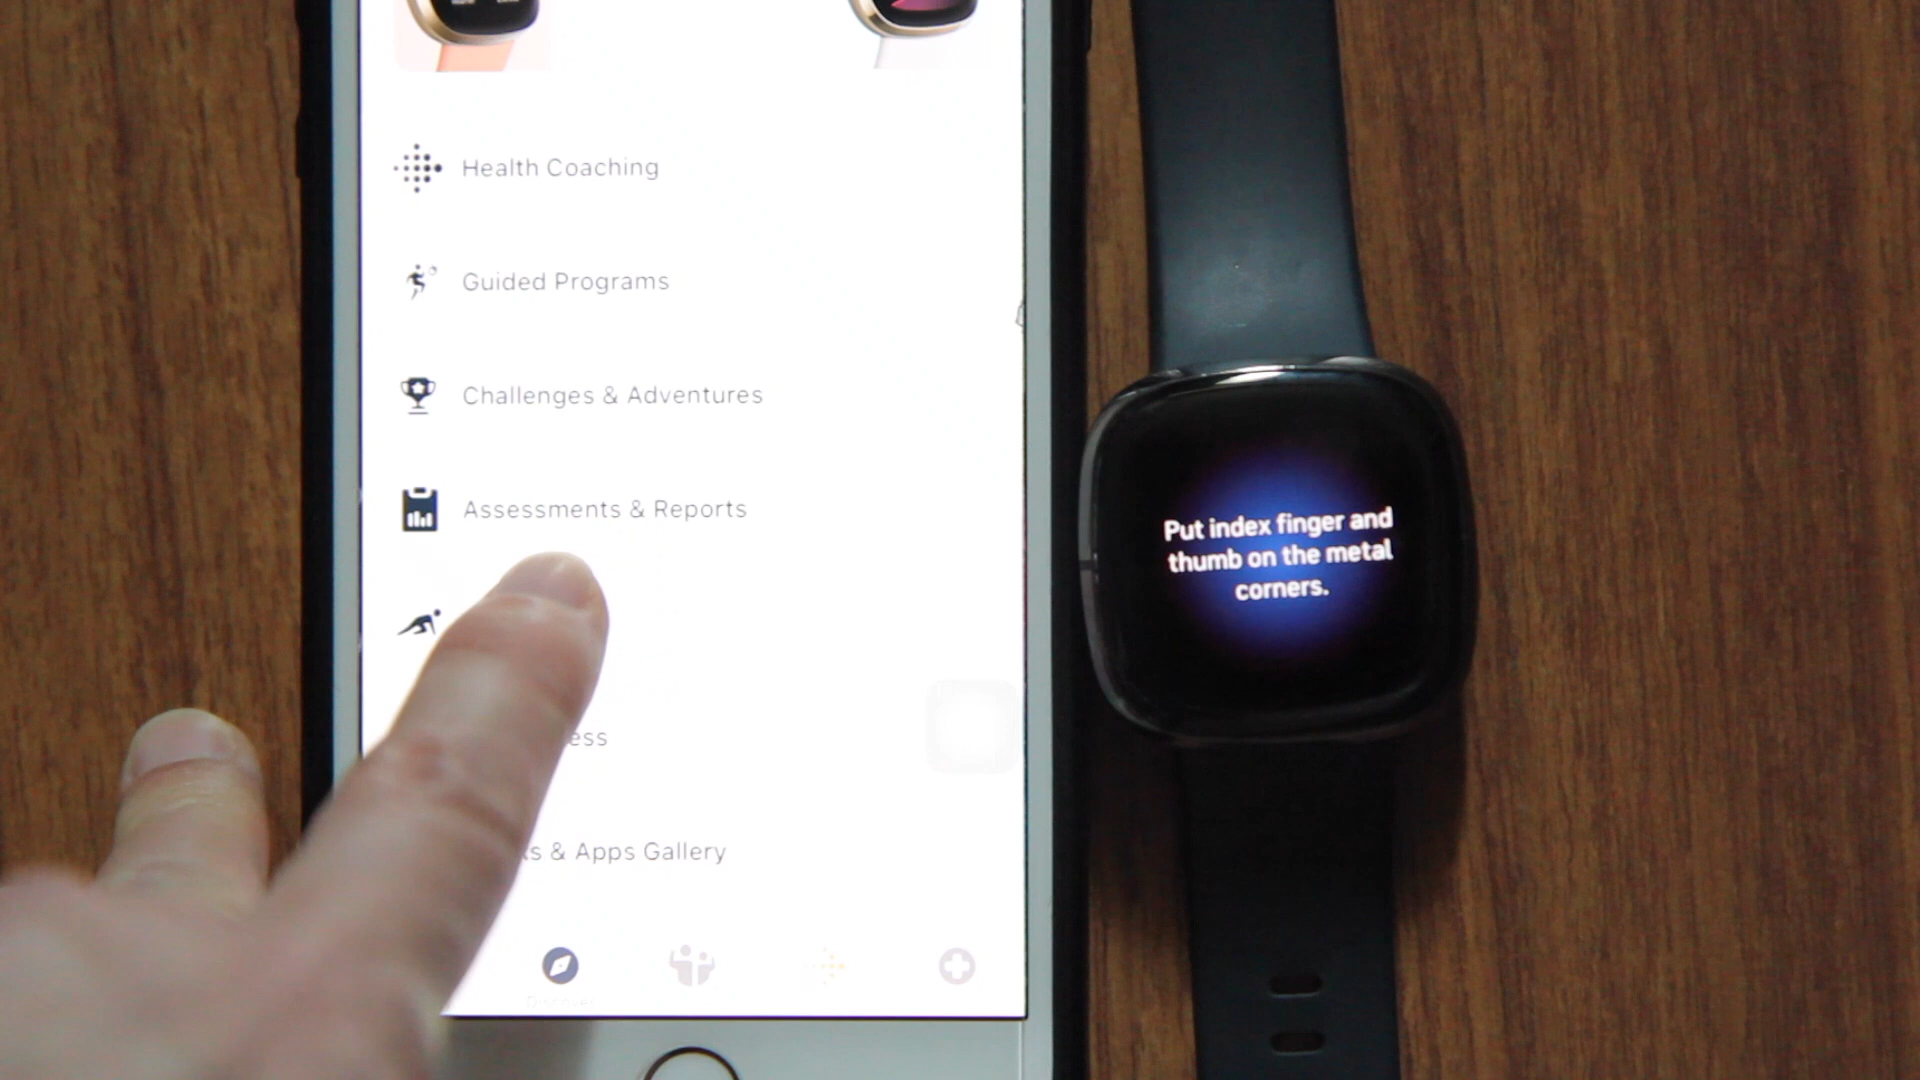 Health Coaching
Guided Programs
Challenges & Adventures
Assessments & Reports
& Apps Gallery
Discover
Put index finger and
thumb on the metal
corners.